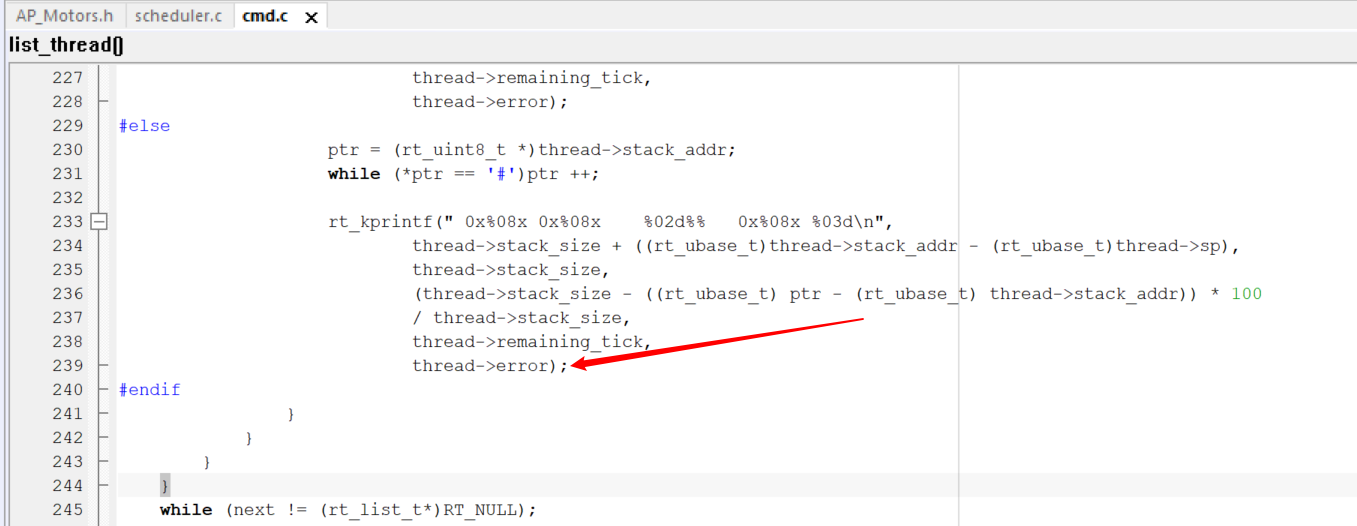 AP_Motors.h scheduler.c cmd.c x
list_thread()
227 thread->remaining_tick,
228 thread->error);
229 #else
230 ptr = (rt_uint8_t *)thread->stack_addr;
231 while (*ptr == '#')ptr ++;
232
233 rt_kprintf(" 0x%08x 0x%08x    %02d%%   0x%08x %03d\n",
234 thread->stack_size + ((rt_ubase_t)thread->stack_addr - (rt_ubase_t)thread->sp),
235 thread->stack_size,
236 (thread->stack_size - ((rt_ubase_t) ptr - (rt_ubase_t) thread->stack_addr)) * 100
237 / thread->stack_size,
238 thread->remaining_tick,
239 thread->error);
240 #endif
241 }
242 }
243 }
244 }
245 while (next != (rt_list_t*)RT_NULL);